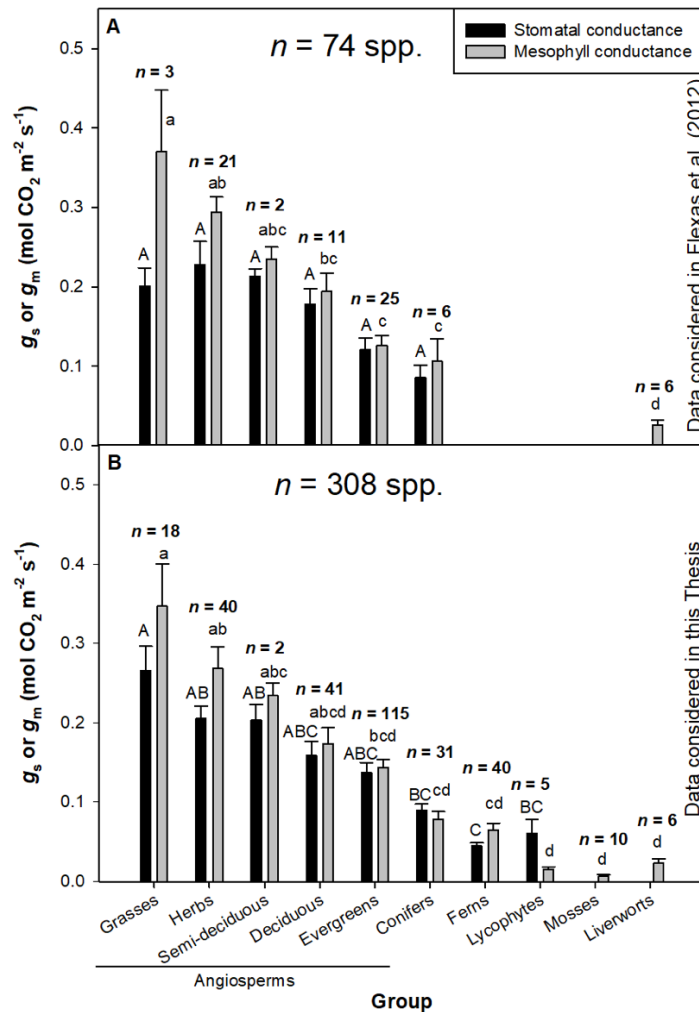 A
n = 74 spp.
Stomatal conductance
Mesophyll conductance
gs or gm (mol CO2 m-2 s-1)
0.5
0.4
0.3
0.2
0.1
0.0
n = 3
a
A
n = 21
ab
A
n = 2
abc
A
n = 11
bc
A
n = 25
A
c
n = 6
A
c
n = 6
d
Data considered in Flexas et al. (2012)
B
n = 308 spp.
gs or gm (mol CO2 m-2 s-1)
0.5
0.4
0.3
0.2
0.1
0.0
n = 18
a
A
n = 40
ab
AB
n = 2
abc
AB
n = 41
abcd
ABC
n = 115
bcd
ABC
n = 31
BC
cd
n = 40
cd
C
n = 5
BC
d
n = 10
d
n = 6
d
Data considered in this Thesis
Grasses
Herbs
Semi-deciduous
Deciduous
Evergreens
Conifers
Ferns
Lycophytes
Mosses
Liverworts
Angiosperms
Group